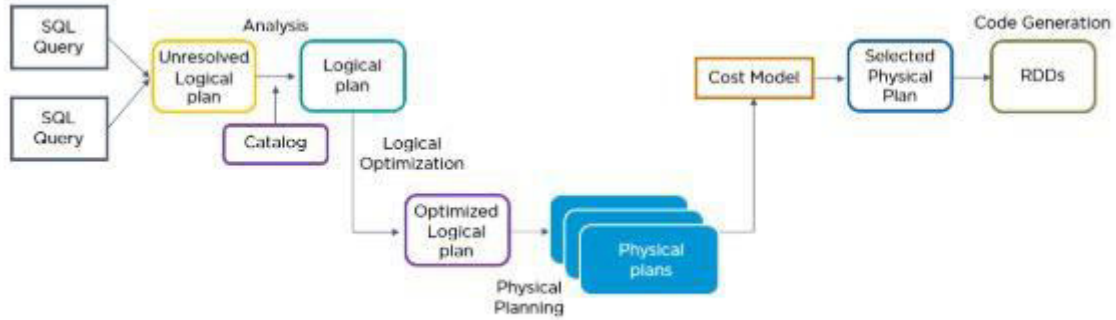 SQL
Query
SQL
Query
Unresolved
Logical
plan
Analysis
Catalog
Logical
plan
Logical
Optimization
Optimized
Logical
plan
Physical
Planning
Physical
plans
Cost Model
Selected
Physical
Plan
Code Generation
RDDs